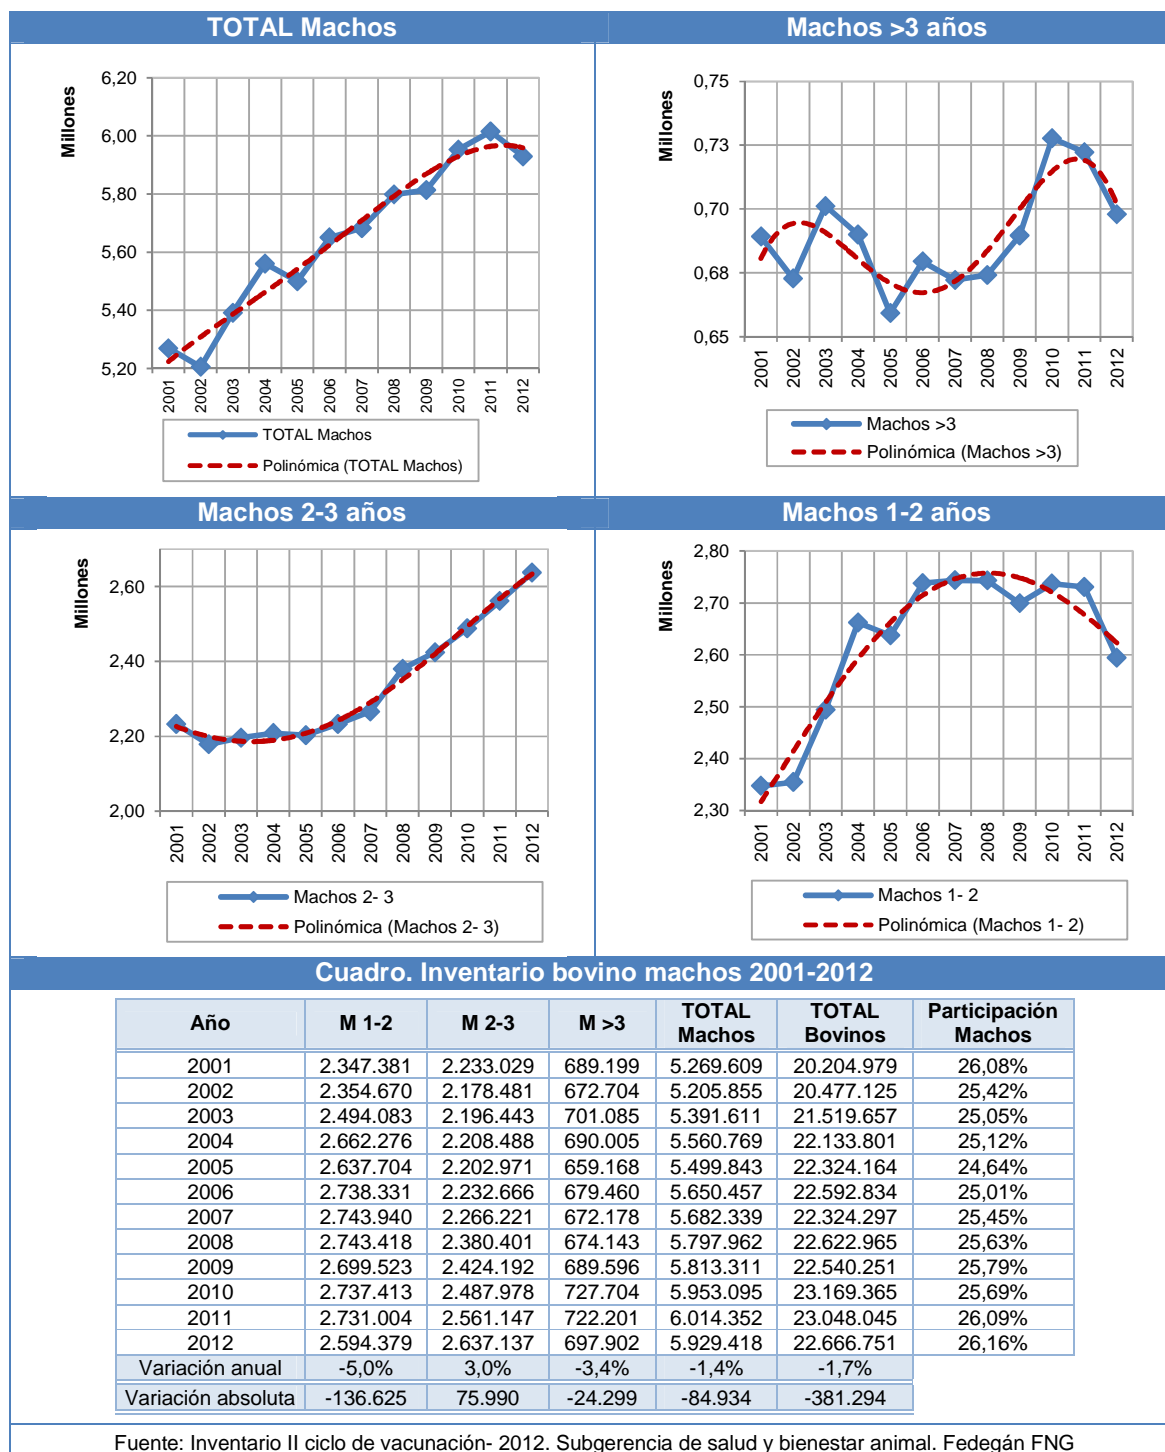 TOTAL Machos
Machos >3 años
Millones
6,20
6,00
5,80
5,60
5,40
5,20
2001 2002 2003 2004 2005 2006 2007 2008 2009 2010 2011 2012
TOTAL Machos
Polinómica (TOTAL Machos)
Millones
0,75
0,73
0,70
0,68
0,65
2001 2002 2003 2004 2005 2006 2007 2008 2009 2010 2011 2012
Machos >3
Polinómica (Machos >3)
Machos 2-3 años
Machos 1-2 años
Millones
2,60
2,40
2,20
2,00
2001 2002 2003 2004 2005 2006 2007 2008 2009 2010 2011 2012
Machos 2- 3
Polinómica (Machos 2- 3)
Millones
2,80
2,70
2,60
2,50
2,40
2,30
2001 2002 2003 2004 2005 2006 2007 2008 2009 2010 2011 2012
Machos 1- 2
Polinómica (Machos 1- 2)
Cuadro. Inventario bovino machos 2001-2012
Año M 1-2 M 2-3 M >3 TOTAL Machos TOTAL Bovinos Participación Machos
2001 2.347.381 2.233.029 689.199 5.269.609 20.204.979 26,08%
2002 2.354.670 2.178.481 672.704 5.205.855 20.477.125 25,42%
2003 2.494.083 2.196.443 701.085 5.391.611 21.519.657 25,05%
2004 2.662.276 2.208.488 690.005 5.560.769 22.133.801 25,12%
2005 2.637.704 2.202.971 659.168 5.499.843 22.324.164 24,64%
2006 2.738.331 2.232.666 679.460 5.650.457 22.592.834 25,01%
2007 2.743.940 2.266.221 672.178 5.682.339 22.324.297 25,45%
2008 2.743.418 2.380.401 674.143 5.797.962 22.622.965 25,63%
2009 2.699.523 2.424.192 689.596 5.813.311 22.540.251 25,79%
2010 2.737.413 2.487.978 727.704 5.953.095 23.169.365 25,69%
2011 2.731.004 2.561.147 722.201 6.014.352 23.048.045 26,09%
2012 2.594.379 2.637.137 697.902 5.929.418 22.666.751 26,16%
Variación anual -5,0% 3,0% -3,4% -1,4% -1,7%
Variación absoluta -136.625 75.990 -24.299 -84.934 -381.294
Fuente: Inventario II ciclo de vacunación- 2012. Subgerencia de salud y bienestar animal. Fedegán FNG